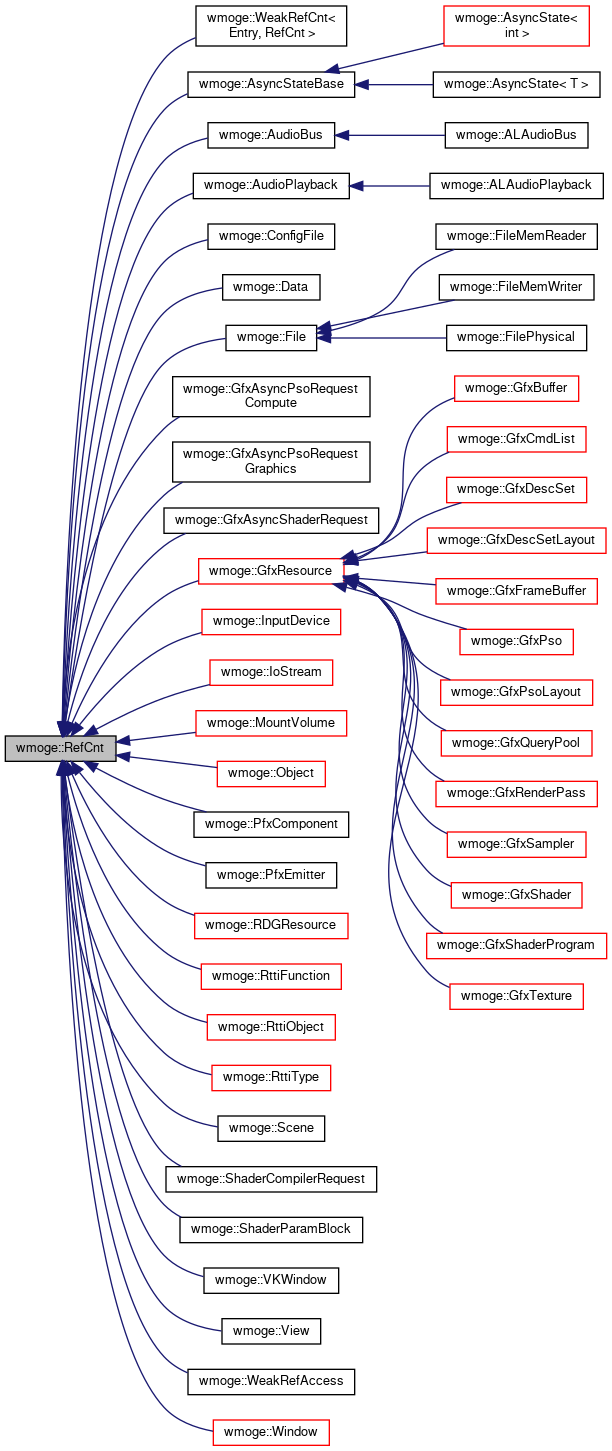 wmoge::WeakRefCnt<
Entry, RefCnt >
wmoge::AsyncState<
int >
wmoge::AsyncStateBase
wmoge::AsyncState< T >
wmoge::AudioBus
wmoge::ALAudioBus
wmoge::AudioPlayback
wmoge::ALAudioPlayback
wmoge::ConfigFile
wmoge::FileMemReader
wmoge::Data
wmoge::FileMemWriter
wmoge::File
wmoge::FilePhysical
wmoge::GfxAsyncPsoRequest
Compute
wmoge::GfxBuffer
wmoge::GfxAsyncPsoRequest
Graphics
wmoge::GfxCmdList
wmoge::GfxDescSet
wmoge::GfxAsyncShaderRequest
wmoge::GfxDescSetLayout
wmoge::GfxResource
wmoge::GfxFrameBuffer
wmoge::InputDevice
wmoge::GfxPso
wmoge::IoStream
wmoge::GfxPsoLayout
wmoge::MountVolume
wmoge::GfxQueryPool
wmoge::RefCnt
wmoge::Object
wmoge::GfxRenderPass
wmoge::PfxComponent
wmoge::GfxSampler
wmoge::PfxEmitter
wmoge::GfxShader
wmoge::RDGResource
wmoge::GfxShaderProgram
wmoge::RttiFunction
wmoge::GfxTexture
wmoge::RttiObject
wmoge::RttiType
wmoge::Scene
wmoge::ShaderCompilerRequest
wmoge::ShaderParamBlock
wmoge::VKWindow
wmoge::View
wmoge::WeakRefAccess
wmoge::Window